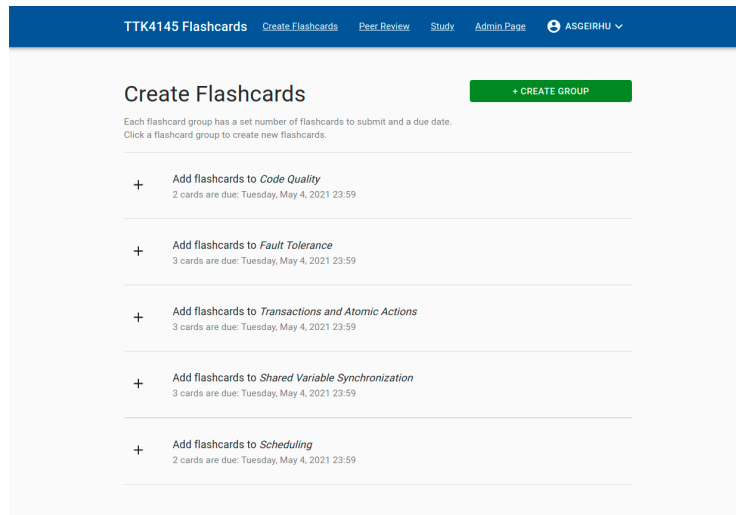 TTK4145 Flashcards Create Flashcards Peer Review Study Admin Page ASGEIRHU
Create Flashcards
+ CREATE GROUP
Each flashcard group has a set number of flashcards to submit and a due date.
Click a flashcard group to create new flashcards.
+ Add flashcards to Code Quality
2 cards are due: Tuesday, May 4, 2021 23:59
+ Add flashcards to Fault Tolerance
3 cards are due: Tuesday, May 4, 2021 23:59
+ Add flashcards to Transactions and Atomic Actions
3 cards are due: Tuesday, May 4, 2021 23:59
+ Add flashcards to Shared Variable Synchronization
3 cards are due: Tuesday, May 4, 2021 23:59
+ Add flashcards to Scheduling
2 cards are due: Tuesday, May 4, 2021 23:59